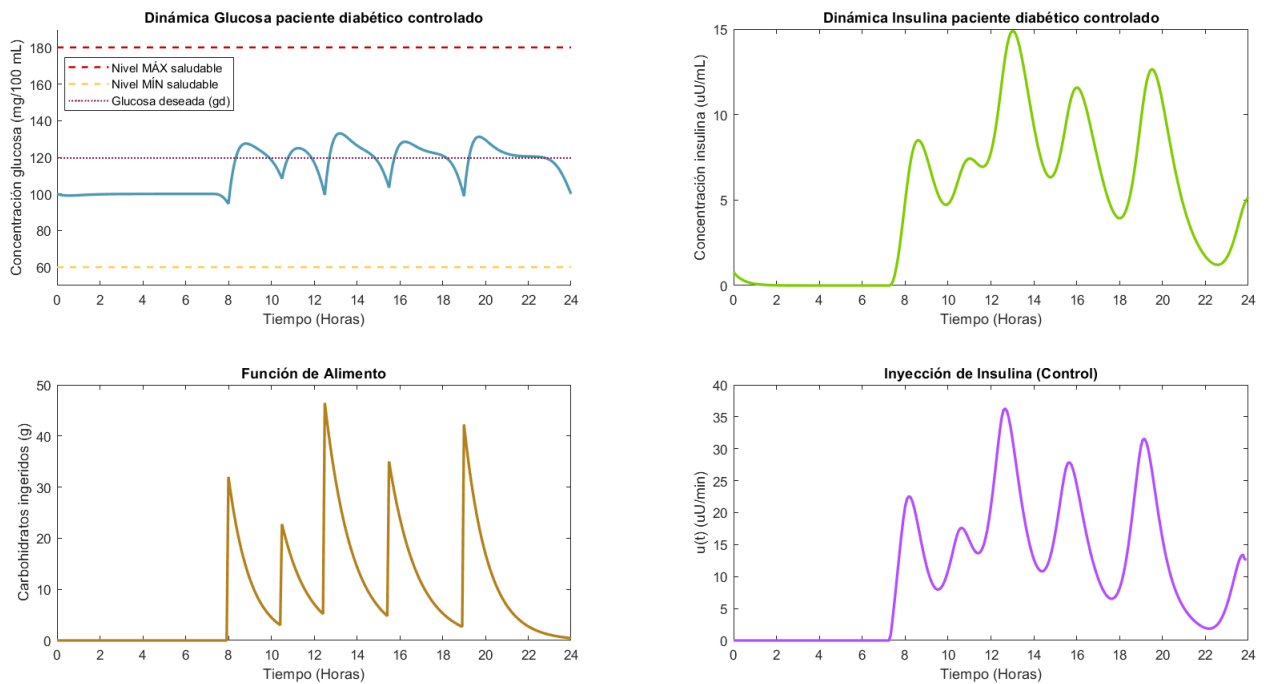 Dinámica Glucosa paciente diabético controlado
Concentración glucosa (mg/100 mL)
180
160
140
120
100
80
60
Nivel MÁX saludable
Nivel MÍN saludable
Glucosa deseada (gd)
0 2 4 6 8 10 12 14 16 18 20 22 24
Tiempo (Horas)
Dinámica Insulina paciente diabético controlado
Concentración insulina (uU/mL)
15
10
5
0
0 2 4 6 8 10 12 14 16 18 20 22 24
Tiempo (Horas)
Función de Alimento
Carbohidratos ingeridos (g)
50
40
30
20
10
0
0 2 4 6 8 10 12 14 16 18 20 22 24
Tiempo (Horas)
Inyección de Insulina (Control)
u(t) (uU/min)
40
35
30
25
20
15
10
5
0
0 2 4 6 8 10 12 14 16 18 20 22 24
Tiempo (Horas)